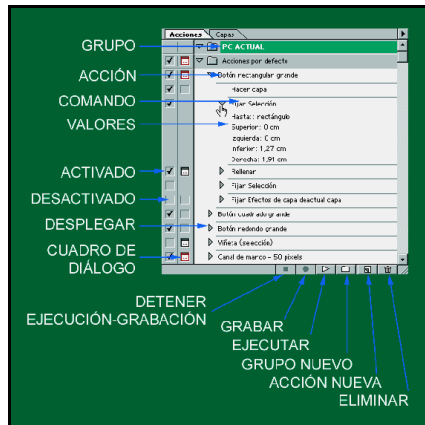 Acciones Capas
GRUPO PC ACTUAL
Acciones por defecto
ACCIÓN Botón rectangular grande
Hacer capa
COMANDO Fijar Selección
VALORES Hasta: rectángulo
Superior: 0 cm
Izquierda: 0 cm
Inferior: 1,27 cm
Derecha: 1,91 cm
ACTIVADO Rellenar
Fijar Selección
DESACTIVADO Fijar Efectos de capa deactual capa
Botón cuadrado grande
DESPLEGAR Botón redondo grande
Viñeta (selección)
CUADRO DE
DIÁLOGO Canal de marco - 50 pixels
DETENER
EJECUCIÓN-GRABACIÓN
GRABAR
EJECUTAR
GRUPO NUEVO
ACCIÓN NUEVA
ELIMINAR